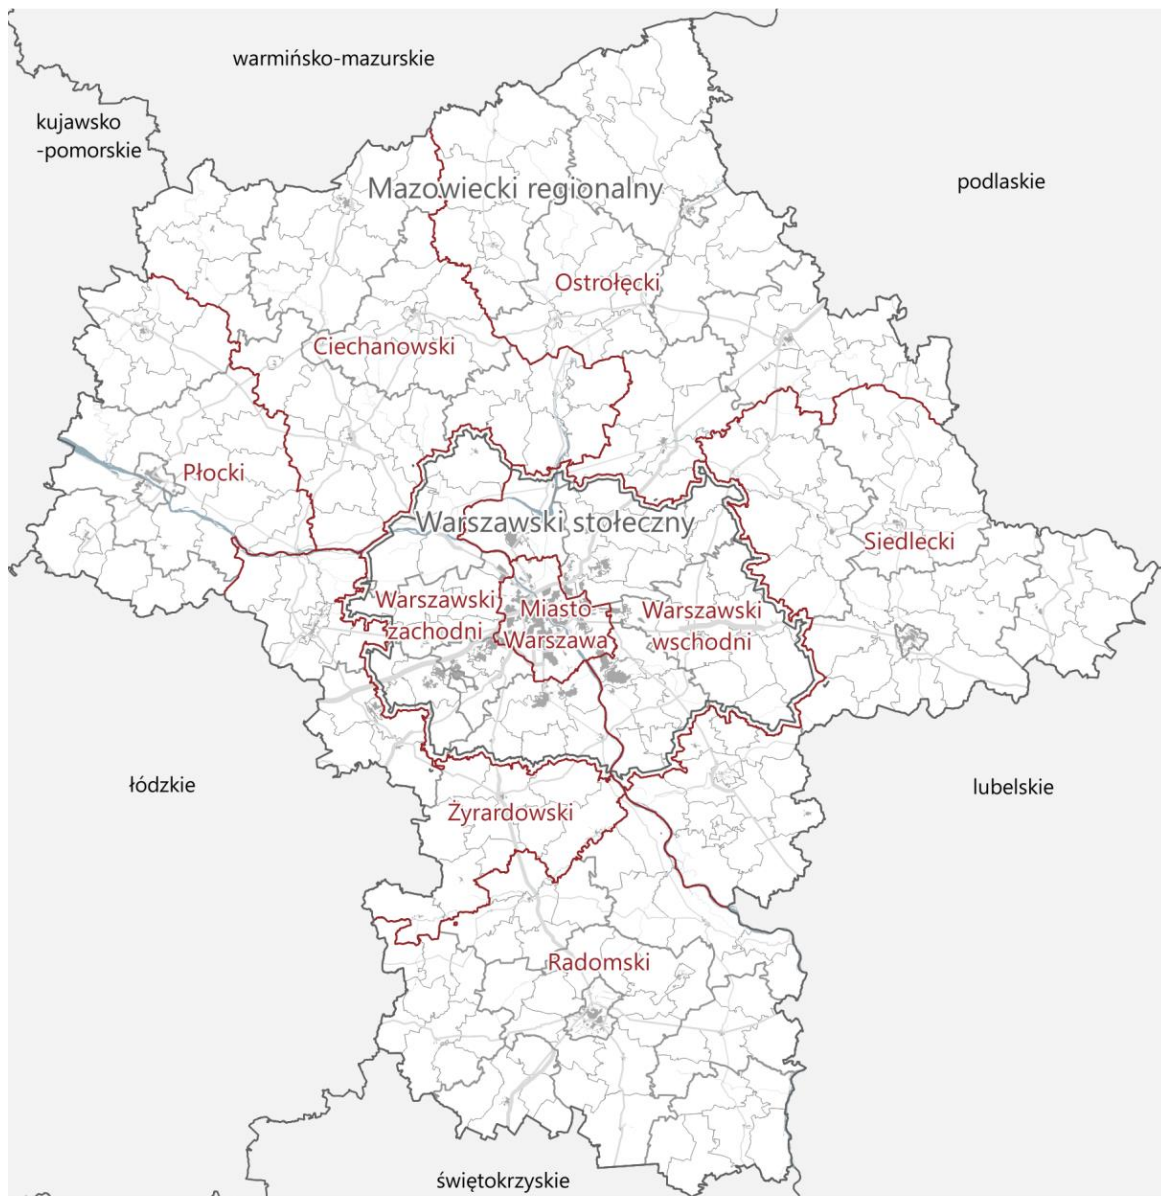 warmińsko-mazurskie
kujawsko
-pomorskie
podlaskie
Mazowiecki regionalny
Ostrołęcki
Ciechanowski
Płocki
Warszawski stołeczny
Siedlecki
Warszawski
zachodni
Miasto
Warszawa
Warszawski
wschodni
łódzkie
lubelskie
Żyrardowski
Radomski
świętokrzyskie